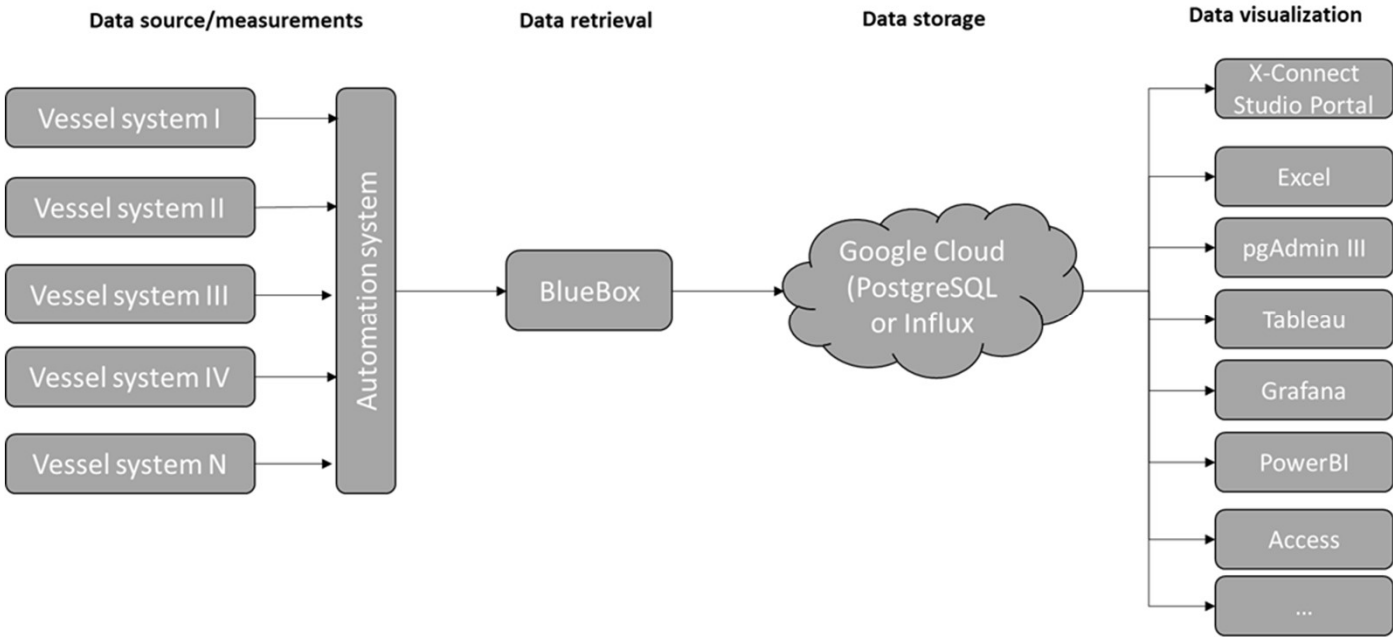 Data source/measurements
Data retrieval
Data storage
Data visualization
Vessel system I
Vessel system II
Vessel system III
Vessel system IV
Vessel system N
Automation system
BlueBox
Google Cloud
(PostgreSQL
or Influx
X-Connect
Studio Portal
Excel
pgAdmin III
Tableau
Grafana
PowerBI
Access
...